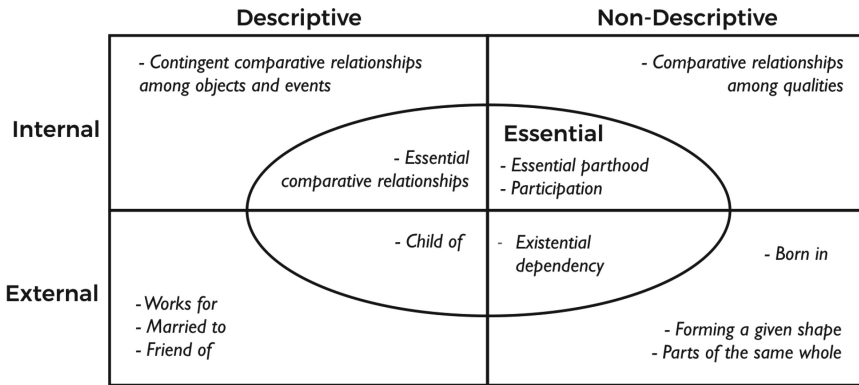 Descriptive
Non-Descriptive
- Contingent comparative relationships
among objects and events
- Comparative relationships
among qualities
Internal
Essential
- Essential
comparative relationships
- Essential parthood
- Participation
- Child of
- Existential
dependency
- Born in
External
- Works for
- Married to
- Friend of
- Forming a given shape
- Parts of the same whole